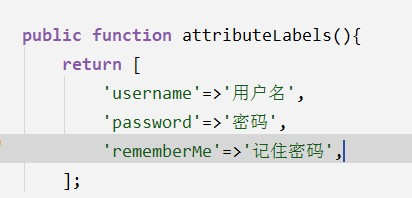 public function attributeLabels(){
return [
'username'=>'用户名',
'password'=>'密码',
'rememberMe'=>'记住密码',
];